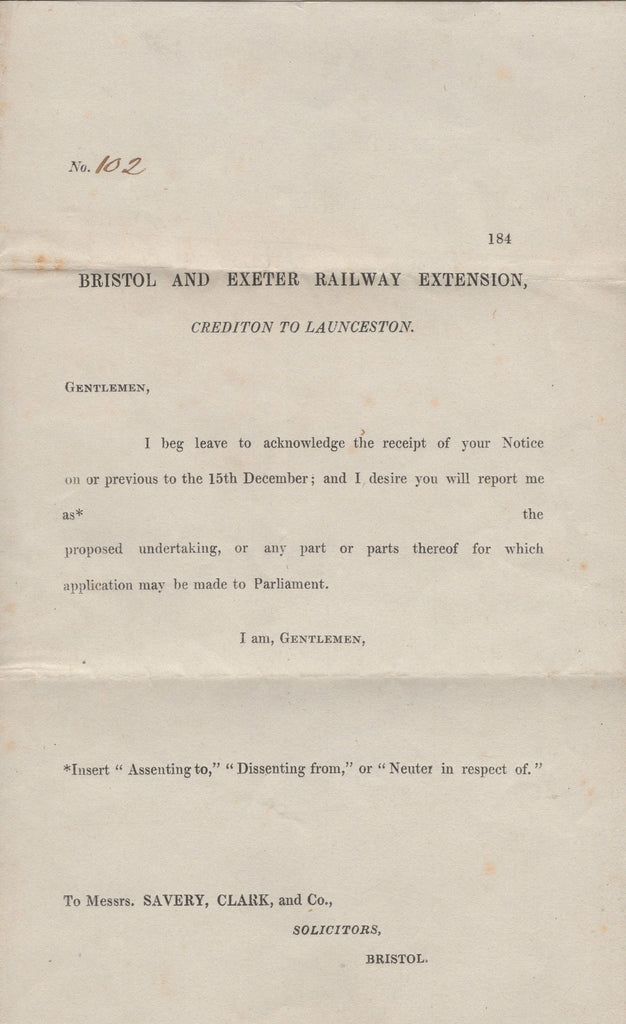 No. 102
184
BRISTOL AND EXETER RAILWAY EXTENSION,
CREDITON TO LAUNCESTON.
GENTLEMEN,
I beg leave to acknowledge the receipt of your Notice
on or previous to the 15th December; and I desire you will report me
as* the
proposed undertaking, or any part or parts thereof for which
application may be made to Parliament.
I am, GENTLEMEN,
*Insert “ Assenting to,” “ Dissenting from,” or “ Neuter in respect of.”
To Messrs. SAVERY, CLARK, and Co.,
SOLICITORS,
BRISTOL.